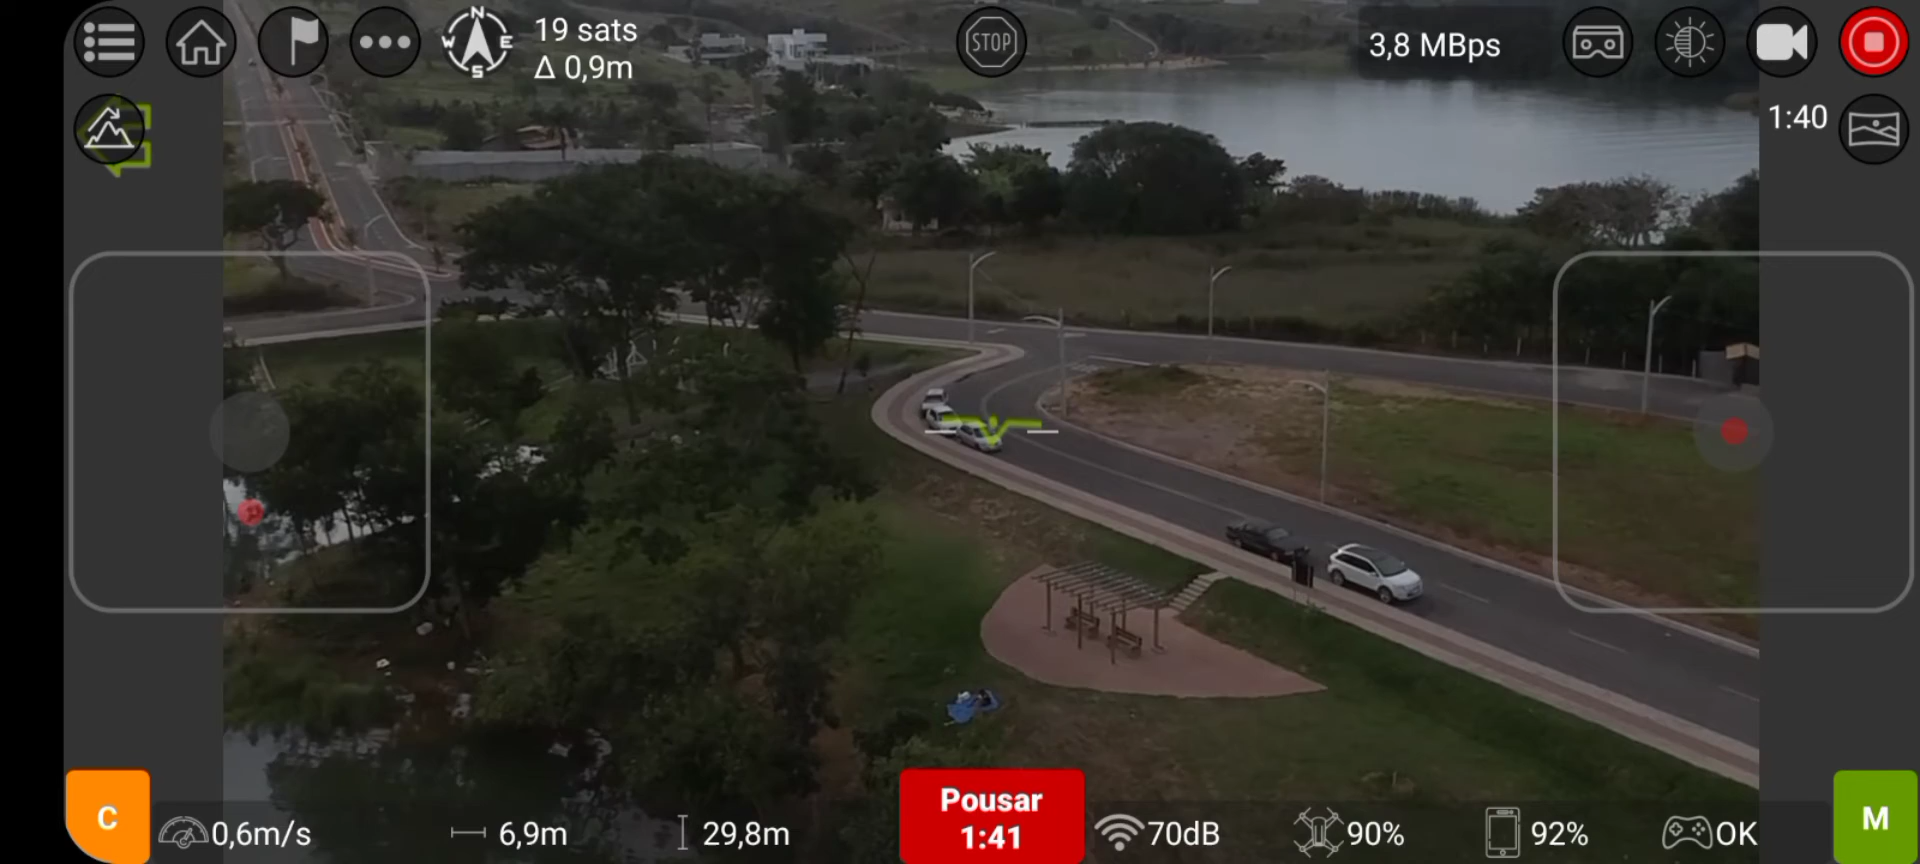 N
W E
S
19 sats
Δ 0,9m
STOP
3,8 MBps
1:40
C
0,6m/s
6,9m
29,8m
Pousar
1:41
70dB
90%
92%
OK
M